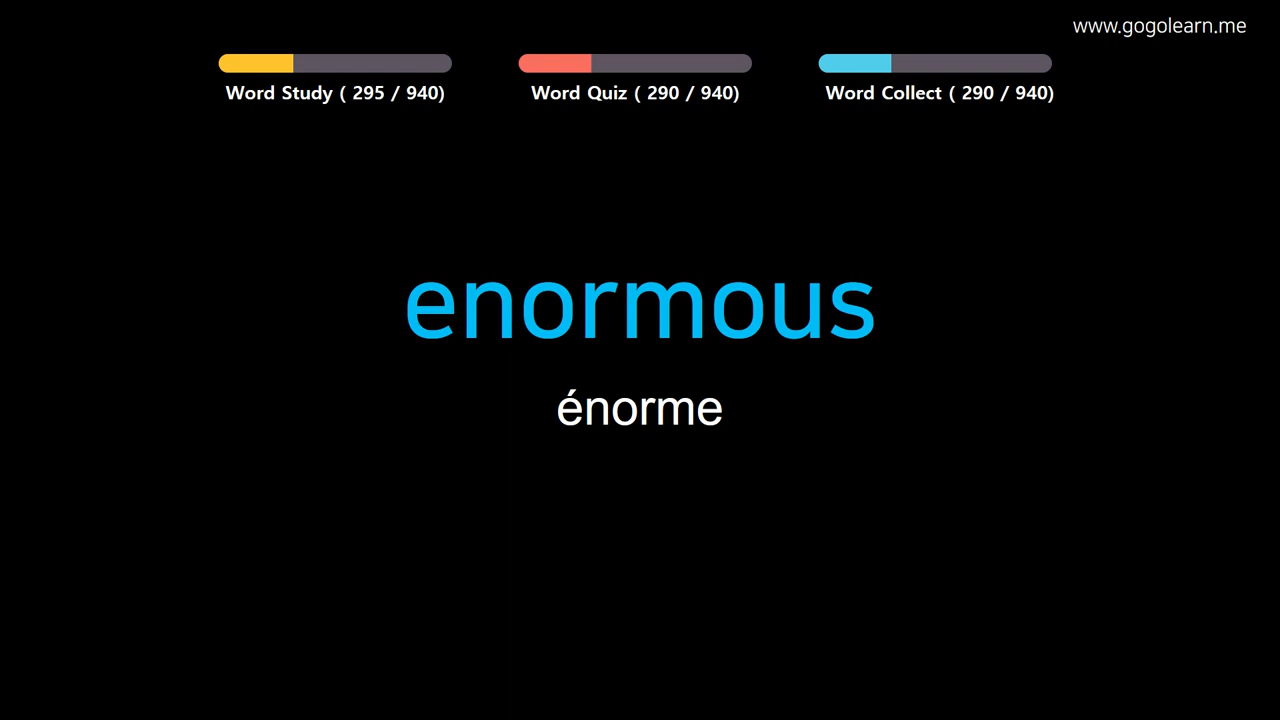 www.gogolearn.me
Word Study ( 295 / 940)
Word Quiz ( 290 / 940)
Word Collect ( 290 / 940)
enormous
énorme